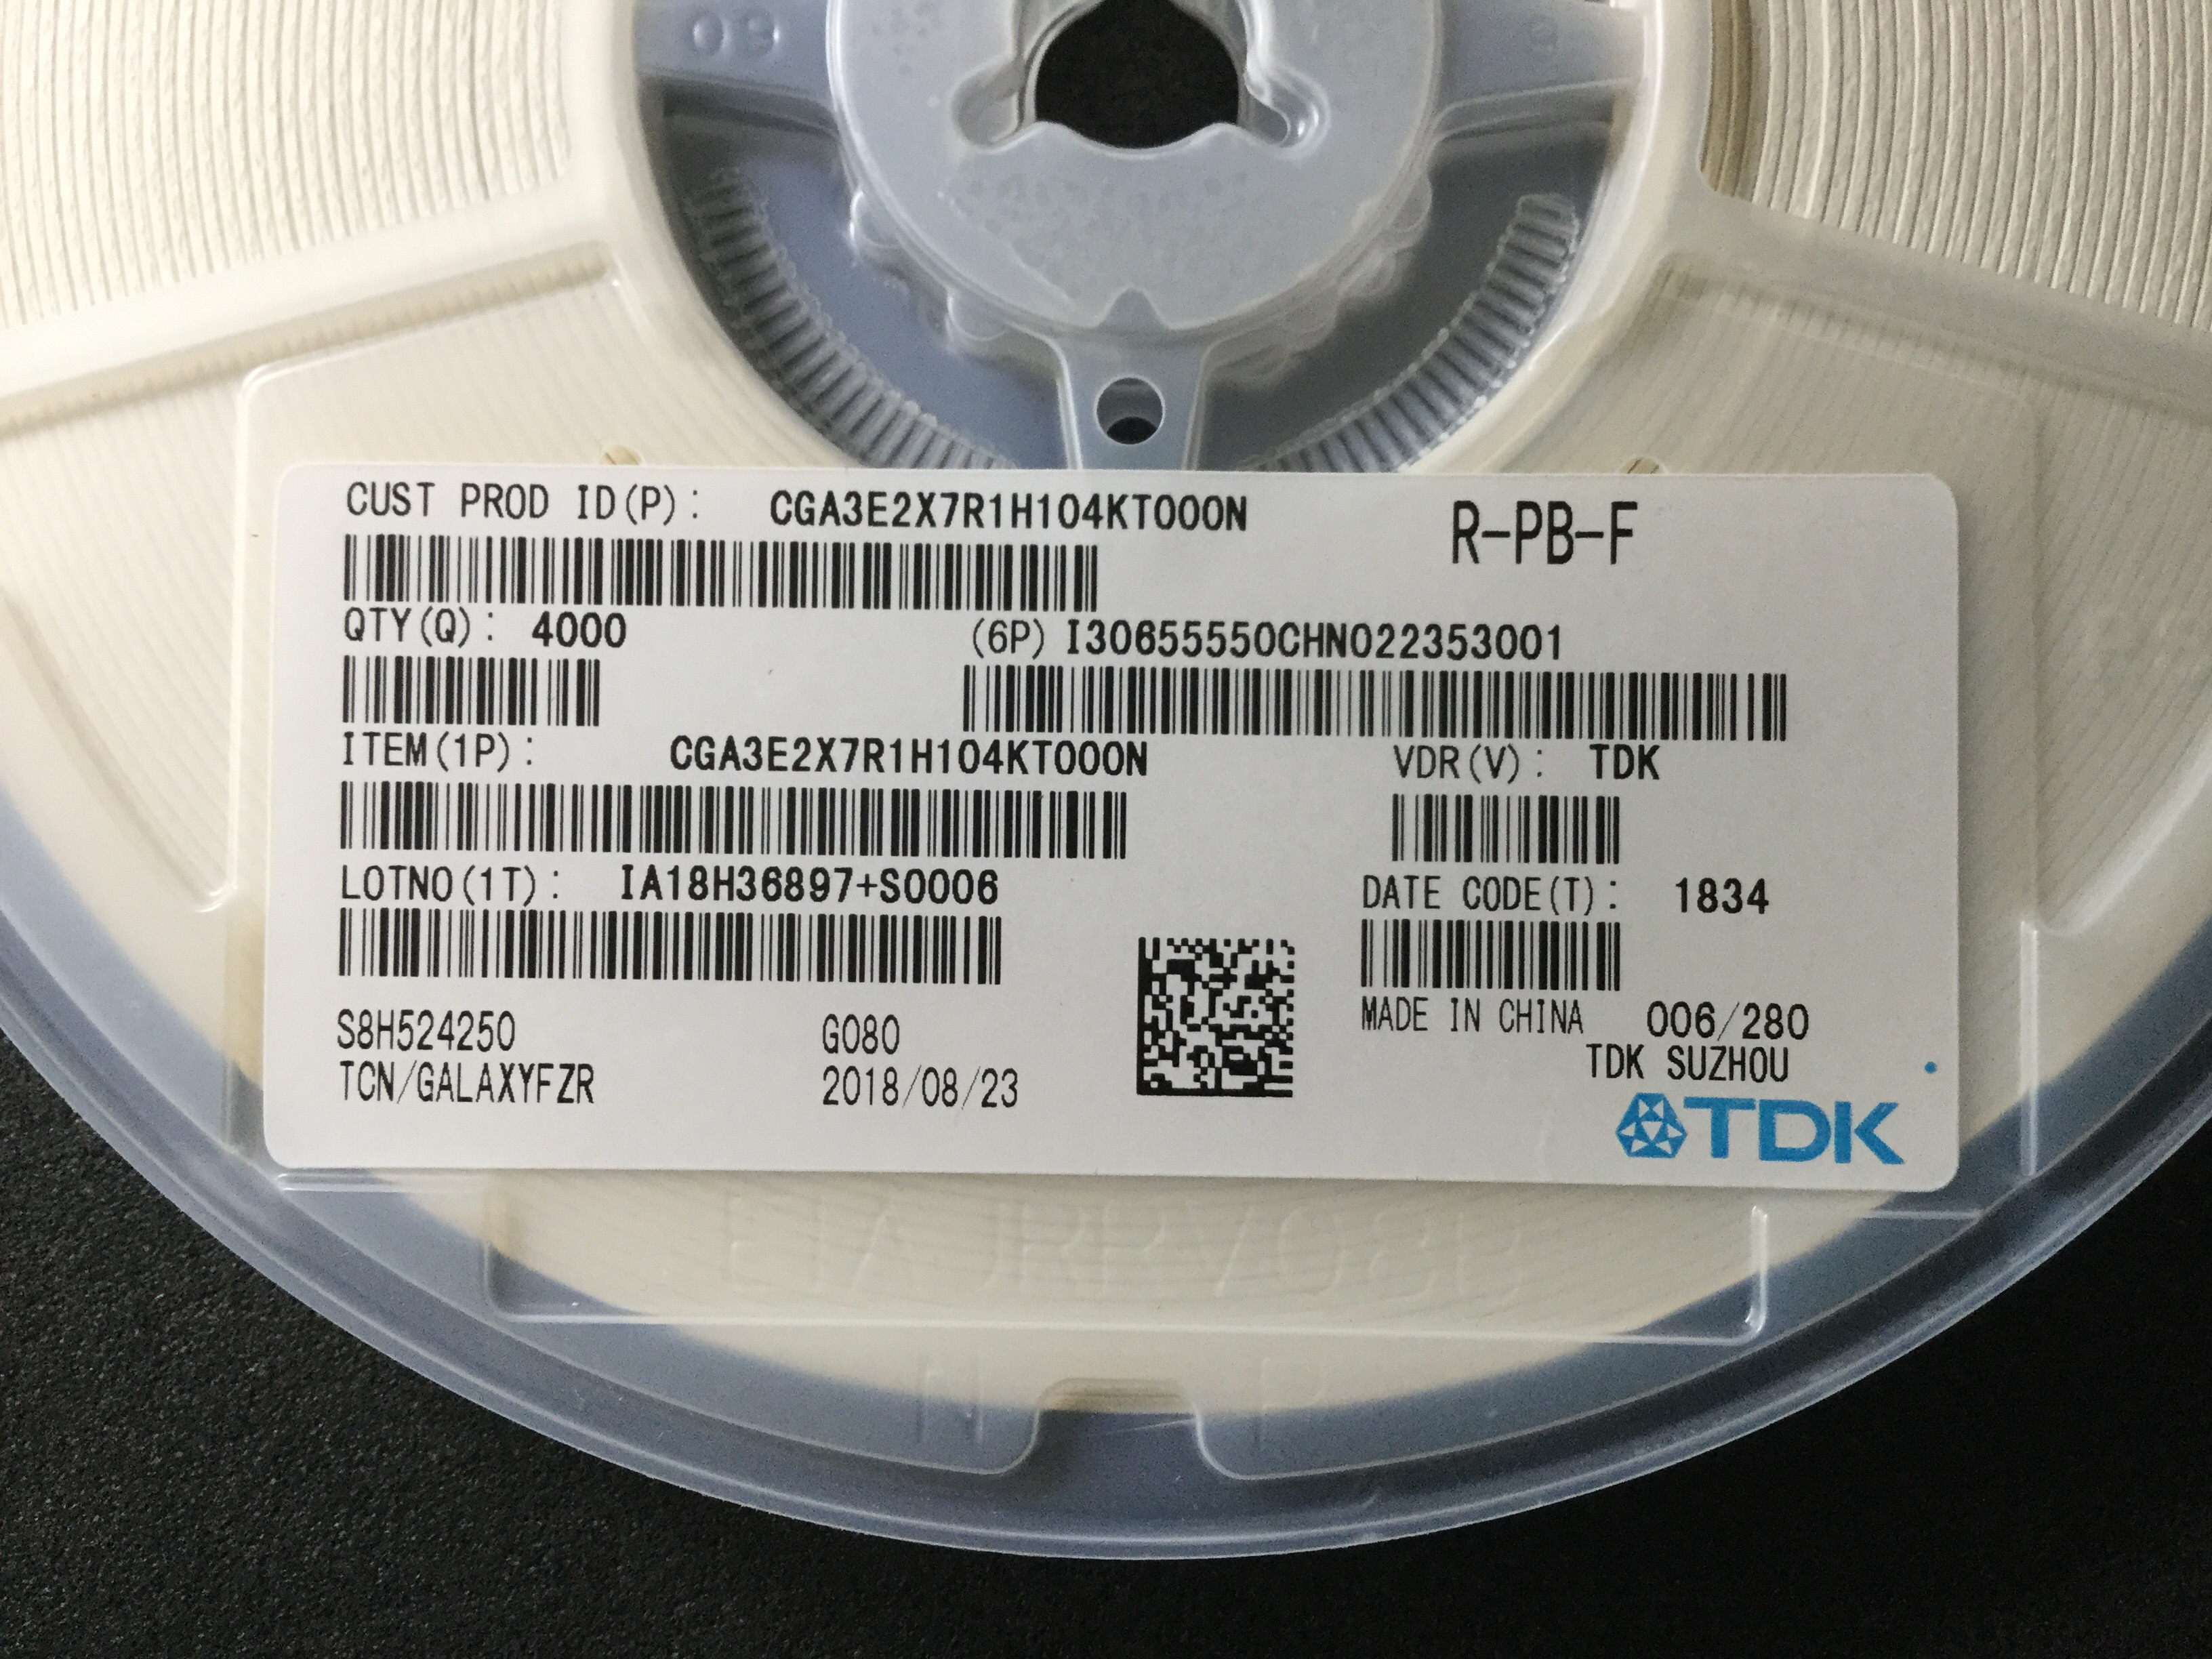 09
CUST PROD ID(P): CGA3E2X7R1H104KT000N
R-PB-F
QTY(Q): 4000
(6P) I30655550CHN022353001
ITEM(1P): CGA3E2X7R1H104KT000N
VDR(V): TDK
LOTNO(1T): IA18H36897+S0006
DATE CODE(T): 1834
MADE IN CHINA 006/280
S8H524250 G080
TDK SUZHOU
TCN/GALAXYFZR 2018/08/23
TDK